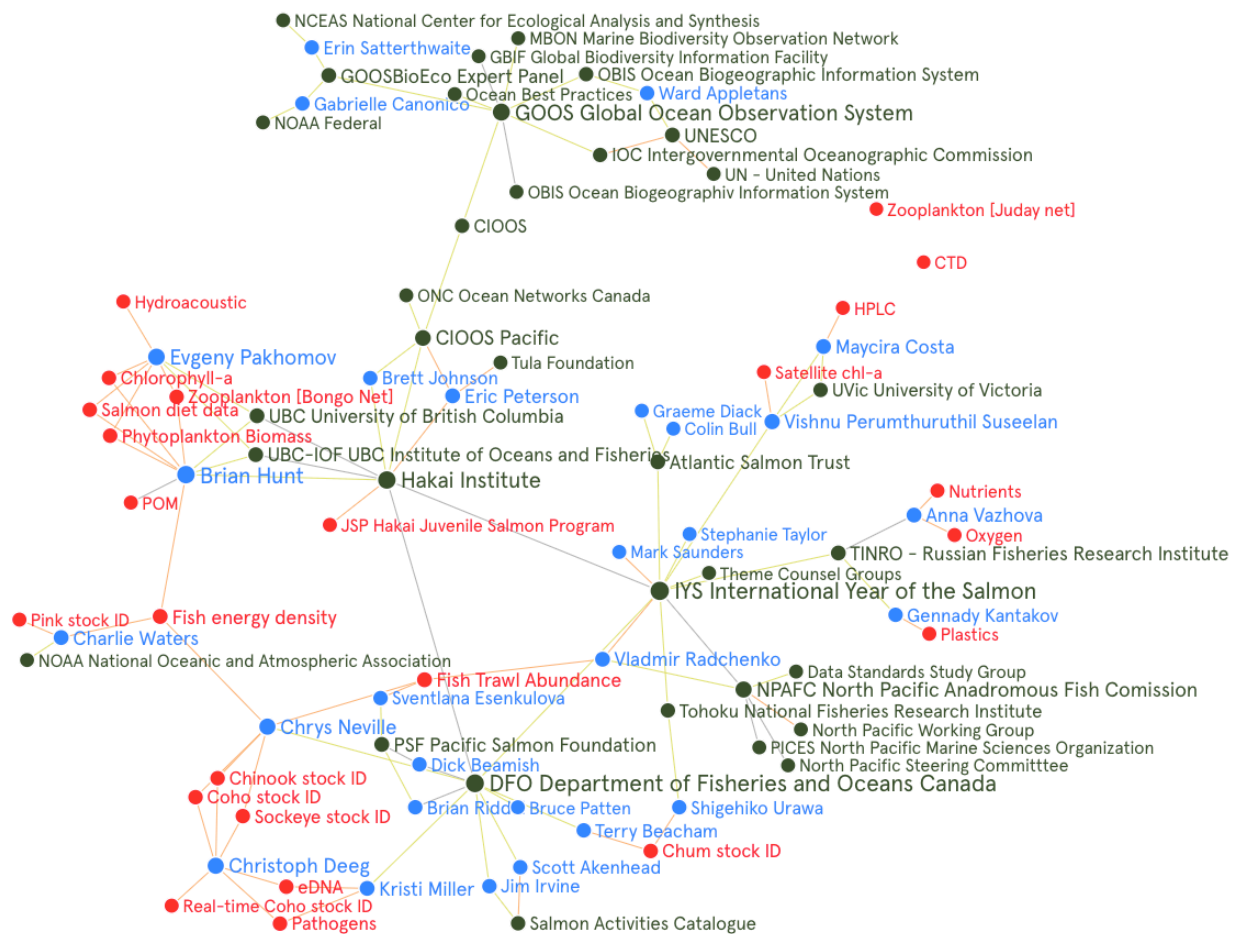 NCEAS National Center for Ecological Analysis and Synthesis
MBON Marine Biodiversity Observation Network
Erin Satterthwaite
GBIF Global Biodiversity Information Facility
GOOSBioEco Expert Panel
OBIS Ocean Biogeographic Information System
Ocean Best Practices
Ward Appletans
Gabrielle Canonico
GOOS Global Ocean Observation System
NOAA Federal
UNESCO
IOC Intergovernmental Oceanographic Commission
UN - United Nations
OBIS Ocean Biogeographiv Information System
Zooplankton [Juday net]
CIOOS
CTD
ONC Ocean Networks Canada
Hydroacoustic
HPLC
CIOOS Pacific
Maycira Costa
Evgeny Pakhomov
Tula Foundation
Satellite chl-a
Chlorophyll-a
Brett Johnson
UVic University of Victoria
Zooplankton [Bongo Net]
Eric Peterson
Salmon diet data
Graeme Diack
UBC University of British Columbia
Vishnu Perumthuruthil Suseelan
Colin Bull
Phytoplankton Biomass
UBC-IOF UBC Institute of Oceans and Fisheries
Atlantic Salmon Trust
Brian Hunt
Hakai Institute
Nutrients
POM
Anna Vazhova
JSP Hakai Juvenile Salmon Program
Stephanie Taylor
Oxygen
Mark Saunders
TINRO - Russian Fisheries Research Institute
Theme Counsel Groups
IYS International Year of the Salmon
Gennady Kantakov
Pink stock ID
Fish energy density
Plastics
Charlie Waters
NOAA National Oceanic and Atmospheric Association
Vladmir Radchenko
Data Standards Study Group
Fish Trawl Abundance
NPAFC North Pacific Anadromous Fish Comission
Sventlana Esenkulova
Tohoku National Fisheries Research Institute
Chrys Neville
North Pacific Working Group
PSF Pacific Salmon Foundation
PICES North Pacific Marine Sciences Organization
Dick Beamish
North Pacific Steering Committtee
Chinook stock ID
DFO Department of Fisheries and Oceans Canada
Coho stock ID
Brian Ridd
Bruce Patten
Shigehiko Urawa
Sockeye stock ID
Terry Beacham
Chum stock ID
Christoph Deeg
Scott Akenhead
eDNA
Kristi Miller
Jim Irvine
Real-time Coho stock ID
Pathogens
Salmon Activities Catalogue